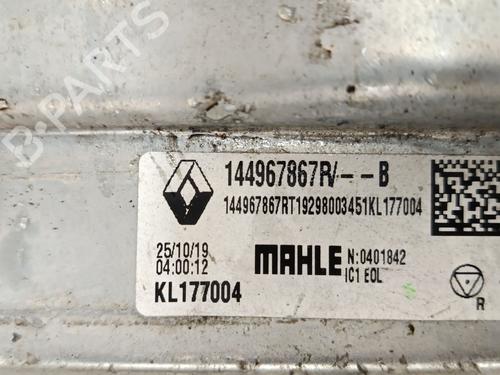 B-PARTS
144967867R/--B
144967867RT19298003451KL177004
25/10/19
04:00:12
MAHLE
N:0401842
IC1 EOL
KL177004
R